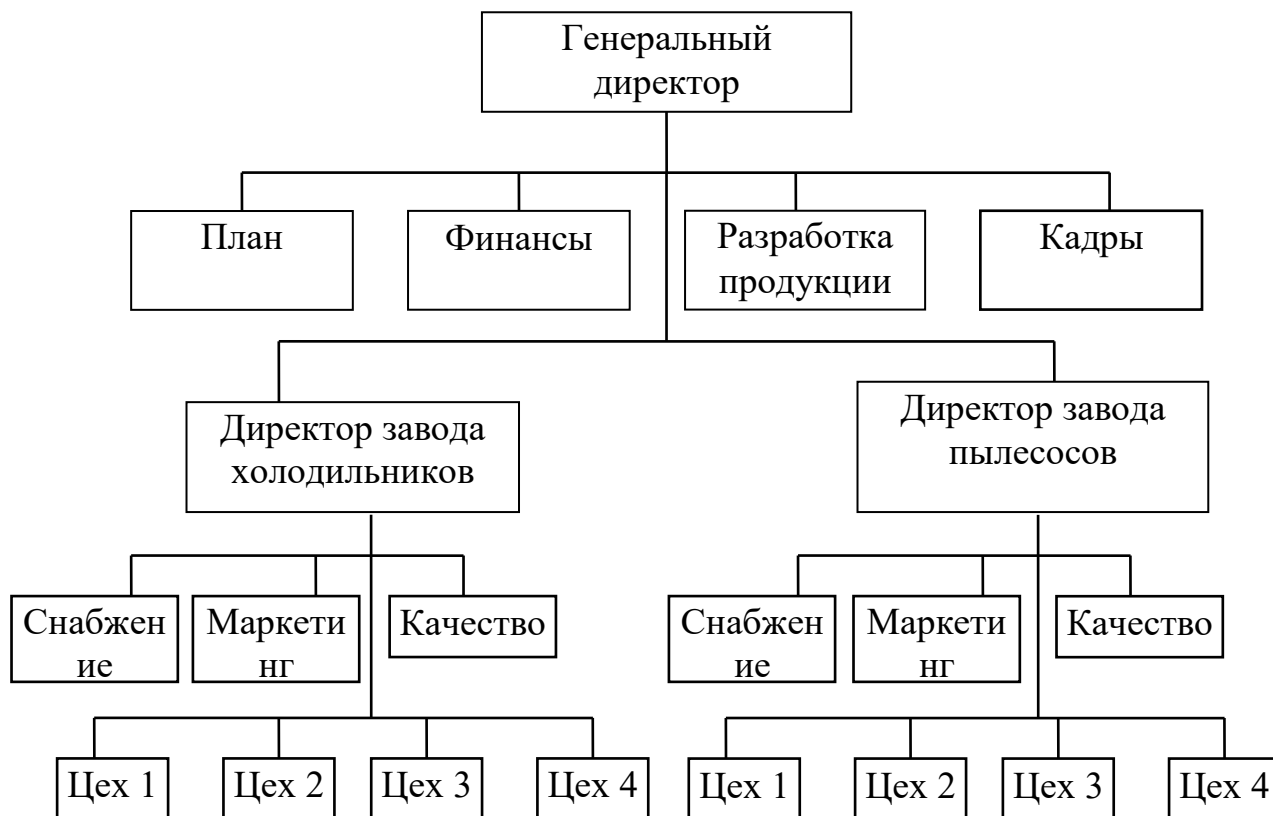 Генеральный
директор
План
Финансы
Разработка
продукции
Кадры
Директор завода
холодильников
Директор завода
пылесосов
Снабжен
ие
Маркети
нг
Качество
Снабжен
ие
Маркети
нг
Качество
Цех 1
Цех 2
Цех 3
Цех 4
Цех 1
Цех 2
Цех 3
Цех 4